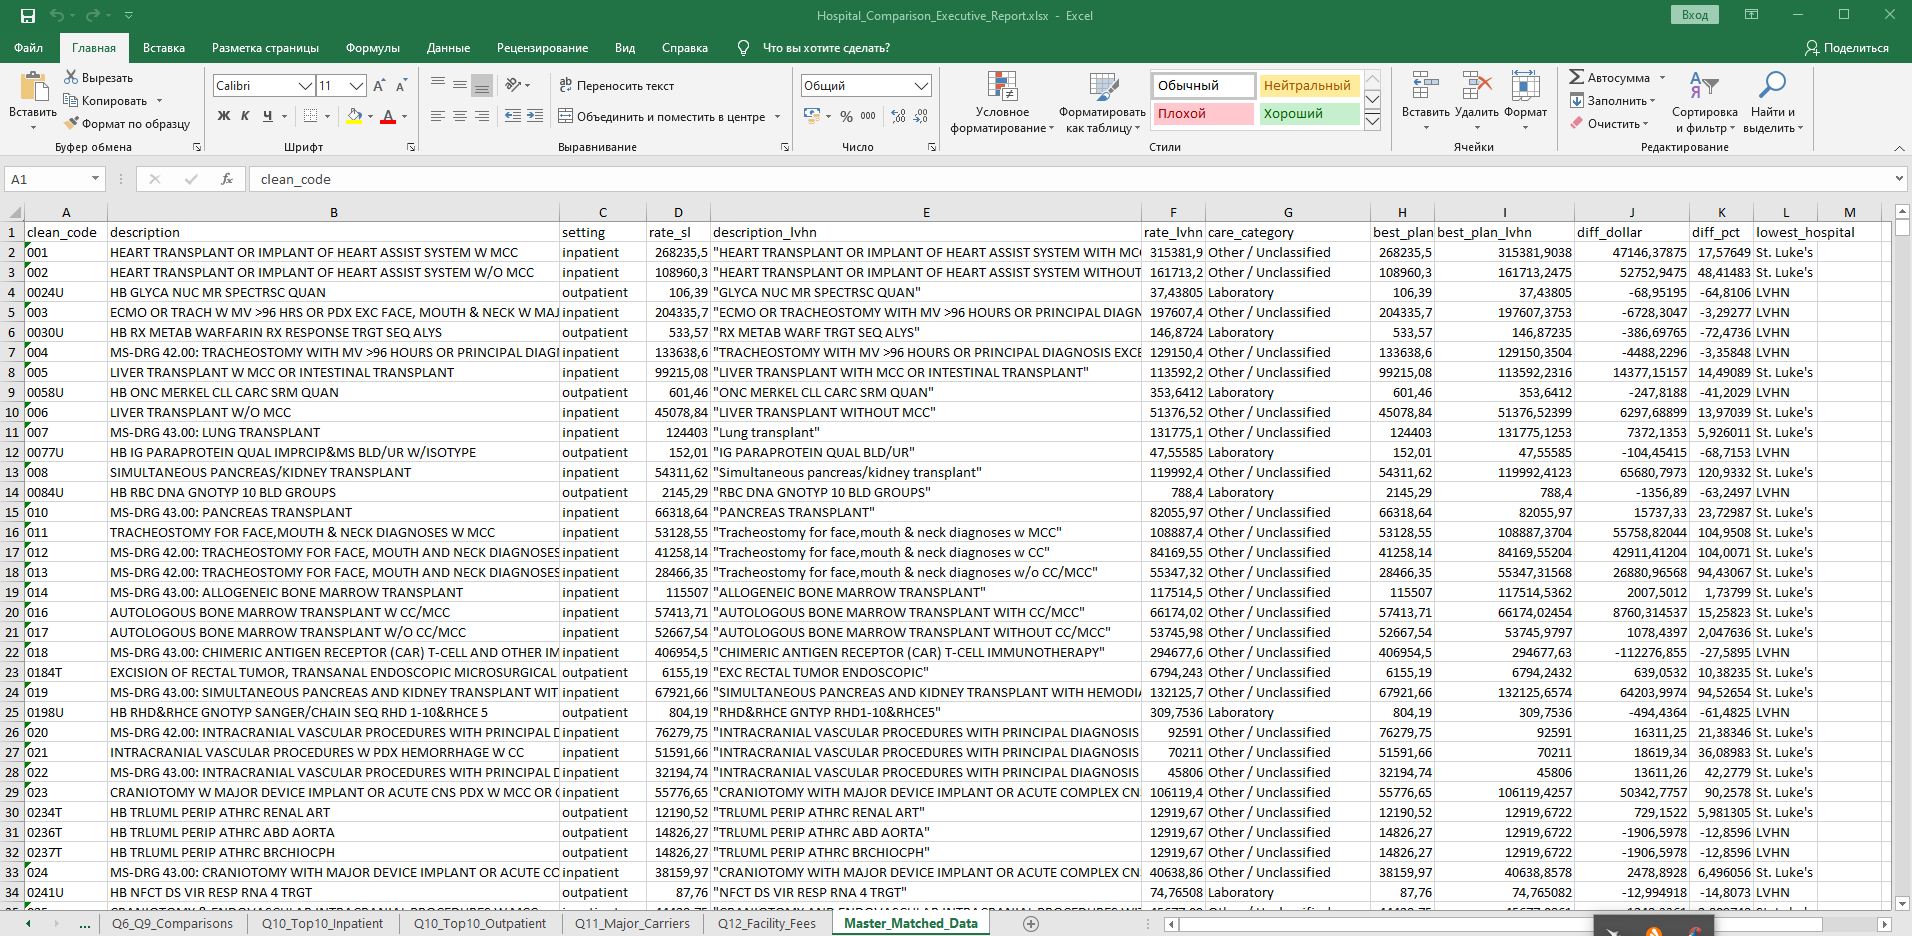 Hospital_Comparison_Executive_Report.xlsx - Excel
Вход
Файл Главная Вставка Разметка страницы Формулы Данные Рецензирование Вид Справка Что вы хотите сделать? Поделиться
Вставить
Вырезать
Копировать
Формат по образцу
Буфер обмена
Calibri 11
Ж К Ч
Шрифт
Переносить текст
Объединить и поместить в центре
Выравнивание
Общий
% 000
Число
Условное форматирование
Форматировать как таблицу
Обычный Нейтральный
Плохой Хороший
Стили
Вставить Удалить Формат
Ячейки
Автосумма
Заполнить
Очистить
Сортировка и фильтр
Найти и выделить
Редактирование
A1 fx clean_code
A B C D E F G H I J K L M
1 clean_code description setting rate_sl description_lvhn rate_lvhn care_category best_plan best_plan_lvhn diff_dollar diff_pct lowest_hospital
2 001 HEART TRANSPLANT OR IMPLANT OF HEART ASSIST SYSTEM W MCC inpatient 268235,5 "HEART TRANSPLANT OR IMPLANT OF HEART ASSIST SYSTEM WITH MC 315381,9 Other / Unclassified 268235,5 315381,9038 47146,37875 17,57649 St. Luke's
3 002 HEART TRANSPLANT OR IMPLANT OF HEART ASSIST SYSTEM W/O MCC inpatient 108960,3 "HEART TRANSPLANT OR IMPLANT OF HEART ASSIST SYSTEM WITHOUT 161713,2 Other / Unclassified 108960,3 161713,2475 52752,9475 48,41483 St. Luke's
4 0024U HB GLYCA NUC MR SPECTRSC QUAN outpatient 106,39 "GLYCA NUC MR SPECTRSC QUAN" 37,43805 Laboratory 106,39 37,43805 -68,95195 -64,8106 LVHN
5 003 ECMO OR TRACH W MV >96 HRS OR PDX EXC FACE, MOUTH & NECK W MAJ inpatient 204335,7 "ECMO OR TRACHEOSTOMY WITH MV >96 HOURS OR PRINCIPAL DIAGN 197607,4 Other / Unclassified 204335,7 197607,3753 -6728,3047 -3,29277 LVHN
6 0030U HB RX METAB WARFARIN RX RESPONSE TRGT SEQ ALYS outpatient 533,57 "RX METAB WARF TRGT SEQ ALYS" 146,8724 Laboratory 533,57 146,87235 -386,69765 -72,4736 LVHN
7 004 MS-DRG 42.00: TRACHEOSTOMY WITH MV >96 HOURS OR PRINCIPAL DIAG inpatient 133638,6 "TRACHEOSTOMY WITH MV >96 HOURS OR PRINCIPAL DIAGNOSIS EXCE 129150,4 Other / Unclassified 133638,6 129150,3504 -4488,2296 -3,35848 LVHN
8 005 LIVER TRANSPLANT W MCC OR INTESTINAL TRANSPLANT inpatient 99215,08 "LIVER TRANSPLANT WITH MCC OR INTESTINAL TRANSPLANT" 113592,2 Other / Unclassified 99215,08 113592,2316 14377,15157 14,49089 St. Luke's
9 0058U HB ONC MERKEL CLL CARC SRM QUAN outpatient 601,46 "ONC MERKEL CLL CARC SRM QUAN" 353,6412 Laboratory 601,46 353,6412 -247,8188 -41,2029 LVHN
10 006 LIVER TRANSPLANT W/O MCC inpatient 45078,84 "LIVER TRANSPLANT WITHOUT MCC" 51376,52 Other / Unclassified 45078,84 51376,52399 6297,68899 13,97039 St. Luke's
11 007 MS-DRG 43.00: LUNG TRANSPLANT inpatient 124403 "Lung transplant" 131775,1 Other / Unclassified 124403 131775,1253 7372,1353 5,926011 St. Luke's
12 0077U HB IG PARAPROTEIN QUAL IMPRCIP&MS BLD/UR W/ISOTYPE outpatient 152,01 "IG PARAPROTEIN QUAL BLD/UR" 47,55585 Laboratory 152,01 47,55585 -104,45415 -68,7153 LVHN
13 008 SIMULTANEOUS PANCREAS/KIDNEY TRANSPLANT inpatient 54311,62 "Simultaneous pancreas/kidney transplant" 119992,4 Other / Unclassified 54311,62 119992,4123 65680,7973 120,9332 St. Luke's
14 0084U HB RBC DNA GNOTYP 10 BLD GROUPS outpatient 2145,29 "RBC DNA GNOTYP 10 BLD GROUPS" 788,4 Laboratory 2145,29 788,4 -1356,89 -63,2497 LVHN
15 010 MS-DRG 43.00: PANCREAS TRANSPLANT inpatient 66318,64 "PANCREAS TRANSPLANT" 82055,97 Other / Unclassified 66318,64 82055,97 15737,33 23,72987 St. Luke's
16 011 TRACHEOSTOMY FOR FACE,MOUTH & NECK DIAGNOSES W MCC inpatient 53128,55 "Tracheostomy for face,mouth & neck diagnoses w MCC" 108887,4 Other / Unclassified 53128,55 108887,3704 55758,82044 104,9508 St. Luke's
17 012 MS-DRG 42.00: TRACHEOSTOMY FOR FACE, MOUTH AND NECK DIAGNOSES inpatient 41258,14 "Tracheostomy for face,mouth & neck diagnoses w CC" 84169,55 Other / Unclassified 41258,14 84169,55204 42911,41204 104,0071 St. Luke's
18 013 MS-DRG 42.00: TRACHEOSTOMY FOR FACE, MOUTH AND NECK DIAGNOSES inpatient 28466,35 "Tracheostomy for face,mouth & neck diagnoses w/o CC/MCC" 55347,32 Other / Unclassified 28466,35 55347,31568 26880,96568 94,43067 St. Luke's
19 014 MS-DRG 43.00: ALLOGENEIC BONE MARROW TRANSPLANT inpatient 115507 "ALLOGENEIC BONE MARROW TRANSPLANT" 117514,5 Other / Unclassified 115507 117514,5362 2007,5012 1,73799 St. Luke's
20 016 AUTOLOGOUS BONE MARROW TRANSPLANT W CC/MCC inpatient 57413,71 "AUTOLOGOUS BONE MARROW TRANSPLANT WITH CC/MCC" 66174,02 Other / Unclassified 57413,71 66174,02454 8760,314537 15,25823 St. Luke's
21 017 AUTOLOGOUS BONE MARROW TRANSPLANT W/O CC/MCC inpatient 52667,54 "AUTOLOGOUS BONE MARROW TRANSPLANT WITHOUT CC/MCC" 53745,98 Other / Unclassified 52667,54 53745,9797 1078,4397 2,047636 St. Luke's
22 018 MS-DRG 43.00: CHIMERIC ANTIGEN RECEPTOR (CAR) T-CELL AND OTHER IM inpatient 406954,5 "CHIMERIC ANTIGEN RECEPTOR (CAR) T-CELL IMMUNOTHERAPY" 294677,6 Other / Unclassified 406954,5 294677,63 -112276,855 -27,5895 LVHN
23 0184T EXCISION OF RECTAL TUMOR, TRANSANAL ENDOSCOPIC MICROSURGICAL outpatient 6155,19 "EXC RECTAL TUMOR ENDOSCOPIC" 6794,243 Other / Unclassified 6155,19 6794,2432 639,0532 10,38235 St. Luke's
24 019 MS-DRG 43.00: SIMULTANEOUS PANCREAS AND KIDNEY TRANSPLANT WIT inpatient 67921,66 "SIMULTANEOUS PANCREAS AND KIDNEY TRANSPLANT WITH HEMODIA 132125,7 Other / Unclassified 67921,66 132125,6574 64203,9974 94,52654 St. Luke's
25 0198U HB RHD&RHCE GNOTYP SANGER/CHAIN SEQ RHD 1-10&RHCE 5 outpatient 804,19 "RHD&RHCE GNTYP RHD1-10&RHCE5" 309,7536 Laboratory 804,19 309,7536 -494,4364 -61,4825 LVHN
26 020 MS-DRG 42.00: INTRACRANIAL VASCULAR PROCEDURES WITH PRINCIPAL D inpatient 76279,75 "INTRACRANIAL VASCULAR PROCEDURES WITH PRINCIPAL DIAGNOSIS 92591 Other / Unclassified 76279,75 92591 16311,25 21,38346 St. Luke's
27 021 INTRACRANIAL VASCULAR PROCEDURES W PDX HEMORRHAGE W CC inpatient 51591,66 "INTRACRANIAL VASCULAR PROCEDURES WITH PRINCIPAL DIAGNOSIS 70211 Other / Unclassified 51591,66 70211 18619,34 36,08983 St. Luke's
28 022 MS-DRG 43.00: INTRACRANIAL VASCULAR PROCEDURES WITH PRINCIPAL D inpatient 32194,74 "INTRACRANIAL VASCULAR PROCEDURES WITH PRINCIPAL DIAGNOSIS 45806 Other / Unclassified 32194,74 45806 13611,26 42,2779 St. Luke's
29 023 CRANIOTOMY W MAJOR DEVICE IMPLANT OR ACUTE CNS PDX W MCC OR C inpatient 55776,65 "CRANIOTOMY WITH MAJOR DEVICE IMPLANT OR ACUTE COMPLEX CN 106119,4 Other / Unclassified 55776,65 106119,4257 50342,7757 90,2578 St. Luke's
30 0234T HB TRLUML PERIP ATHRC RENAL ART outpatient 12190,52 "TRLUML PERIP ATHRC RENAL ART" 12919,67 Other / Unclassified 12190,52 12919,6722 729,1522 5,981305 St. Luke's
31 0236T HB TRLUML PERIP ATHRC ABD AORTA outpatient 14826,27 "TRLUML PERIP ATHRC ABD AORTA" 12919,67 Other / Unclassified 14826,27 12919,6722 -1906,5978 -12,8596 LVHN
32 0237T HB TRLUML PERIP ATHRC BRCHIOCPH outpatient 14826,27 "TRLUML PERIP ATHRC BRCHIOCPH" 12919,67 Other / Unclassified 14826,27 12919,6722 -1906,5978 -12,8596 LVHN
33 024 MS-DRG 43.00: CRANIOTOMY WITH MAJOR DEVICE IMPLANT OR ACUTE CO inpatient 38159,97 "CRANIOTOMY WITH MAJOR DEVICE IMPLANT OR ACUTE COMPLEX CN 40638,86 Other / Unclassified 38159,97 40638,8578 2478,8928 6,496056 St. Luke's
34 0241U HB NFCT DS VIR RESP RNA 4 TRGT outpatient 87,76 "NFCT DS VIR RESP RNA 4 TRGT" 74,76508 Laboratory 87,76 74,765082 -12,994918 -14,8073 LVHN
... Q6_Q9_Comparisons Q10_Top10_Inpatient Q10_Top10_Outpatient Q11_Major_Carriers Q12_Facility_Fees Master_Matched_Data